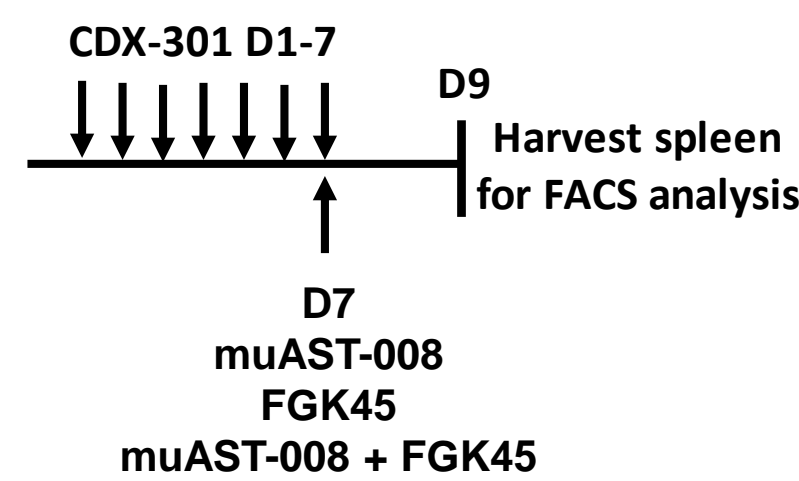 CDX-301 D1-7
D9
Harvest spleen
for FACS analysis
D7
muAST-008
FGK45
muAST-008 + FGK45